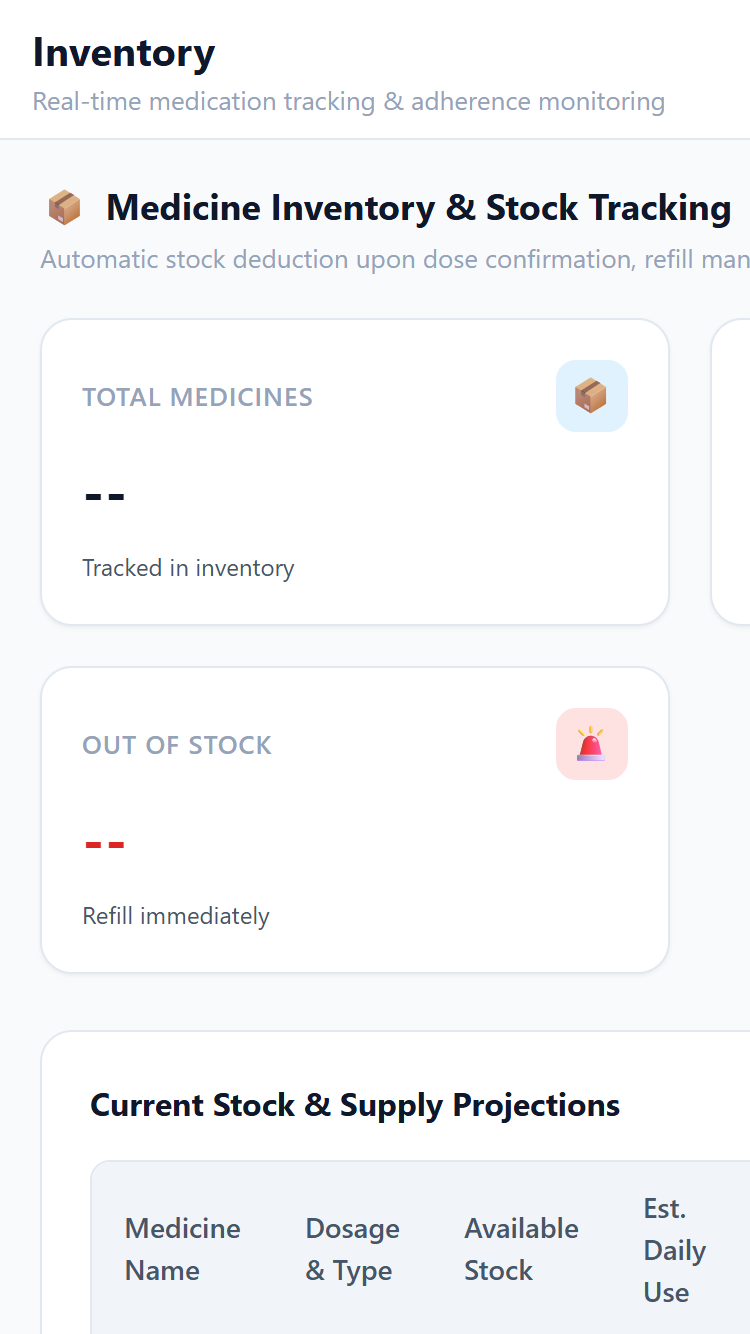 Inventory
Real-time medication tracking & adherence monitoring
Medicine Inventory & Stock Tracking
Automatic stock deduction upon dose confirmation, refill man
TOTAL MEDICINES
--
Tracked in inventory
OUT OF STOCK
--
Refill immediately
Current Stock & Supply Projections
Medicine
Name
Dosage
& Type
Available
Stock
Est.
Daily
Use